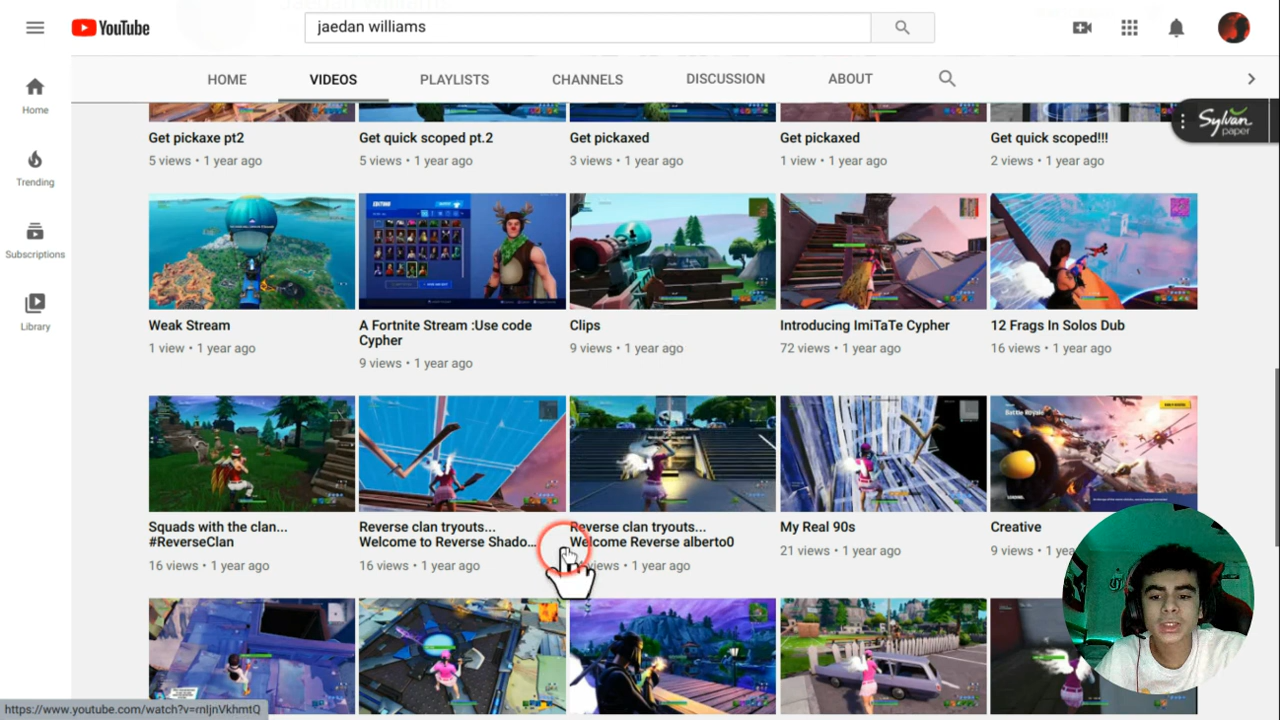 YouTube
jaedan williams
HOME VIDEOS PLAYLISTS CHANNELS DISCUSSION ABOUT
Home
Trending
Subscriptions
Library
Sylvan
paper
Get pickaxe pt2
5 views • 1 year ago
Get quick scoped pt.2
5 views • 1 year ago
Get pickaxed
3 views • 1 year ago
Get pickaxed
1 view • 1 year ago
Get quick scoped!!!
2 views • 1 year ago
Weak Stream
1 view • 1 year ago
A Fortnite Stream :Use code
Cypher
9 views • 1 year ago
Clips
9 views • 1 year ago
Introducing ImiTaTe Cypher
72 views • 1 year ago
12 Frags In Solos Dub
16 views • 1 year ago
Squads with the clan...
#ReverseClan
16 views • 1 year ago
Reverse clan tryouts...
Welcome to Reverse Shado...
16 views • 1 year ago
Reverse clan tryouts...
Welcome Reverse alberto0
views • 1 year ago
My Real 90s
21 views • 1 year ago
Battle Royale
Creative
9 views • 1 yea
https://www.youtube.com/watch?v=rnIjnVkhmtQ